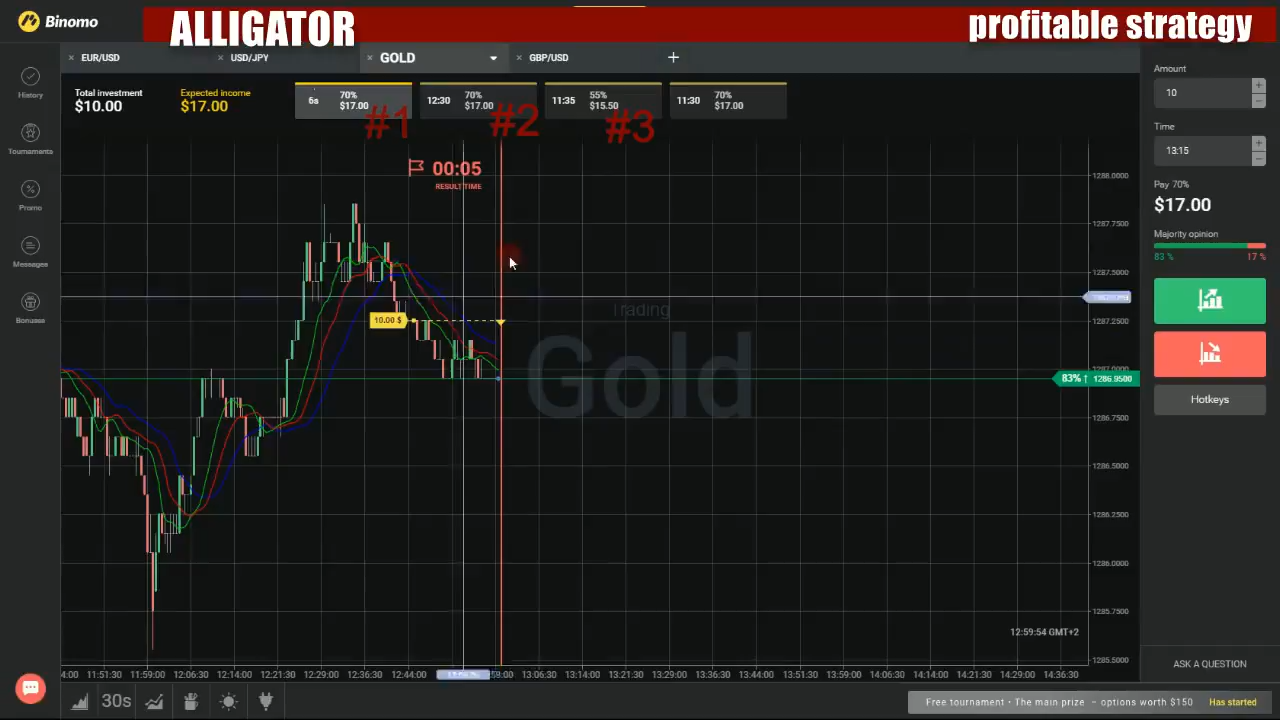 ALLIGATOR
profitable strategy
Binomo
EUR/USD
USD/JPY
GOLD
GBP/USD
History
Tournaments
Promo
Messages
Bonuses
Total investment
$10.00
Expected income
$17.00
6s
70%
$17.00
12:30
70%
$17.00
11:35
55%
$15.50
11:30
70%
$17.00
#1
#2
#3
00:05
RESULT TIME
10.00 $
Trading
Gold
1288.0000
1287.7500
1287.5000
1287.2500
1287.0000
83% ↑ 1286.9500
1286.7500
1286.5000
1286.2500
1286.0000
1285.7500
1285.5000
12:59:54 GMT+2
4:00 11:51:30 11:59:00 12:06:30 12:14:00 12:21:30 12:29:00 12:36:30 12:44:00 13:06:30 13:14:00 13:21:30 13:29:00 13:36:30 13:44:00 13:51:30 13:59:00 14:06:30 14:14:00 14:21:30 14:29:00 14:36:30
30s
Amount
10
Time
13:15
Pay 70%
$17.00
Majority opinion
83 % 17 %
Hotkeys
ASK A QUESTION
Free tournament • The main prize – options worth $150 Has started